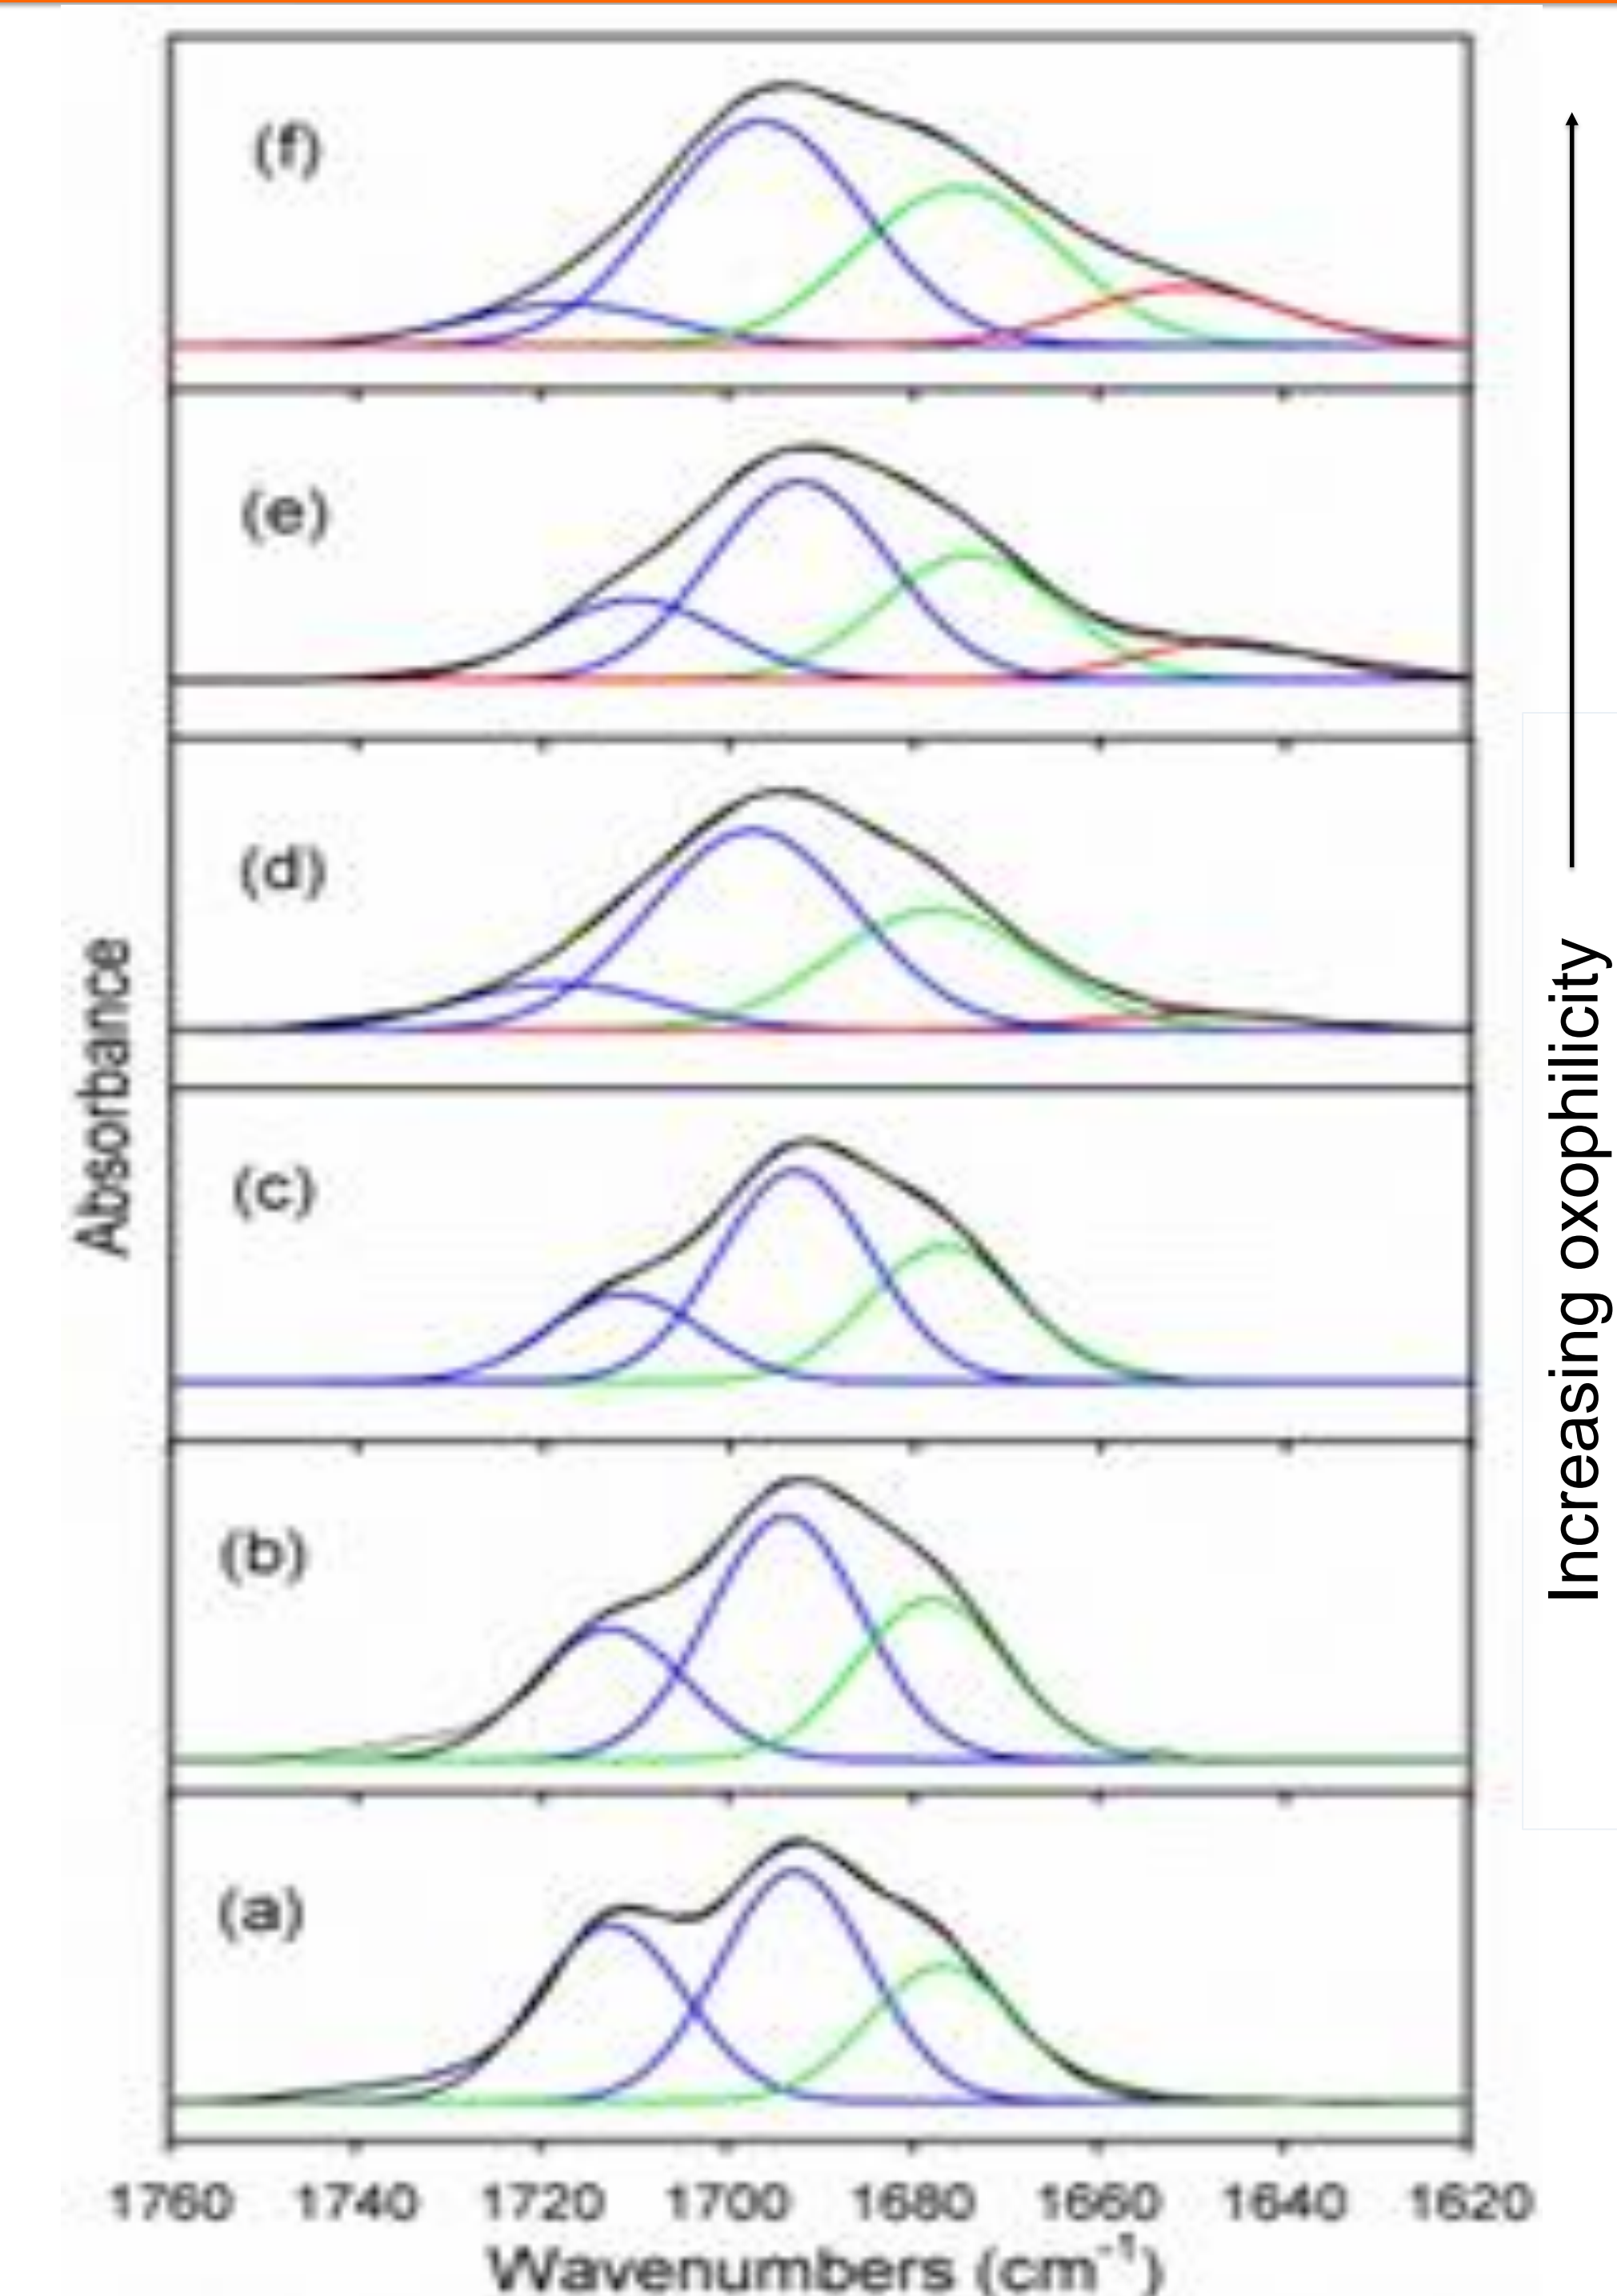 (f)
(e)
(d)
(c)
(b)
(a)
Absorbance
Increasing oxophilicity
1760 1740 1720 1700 1680 1660 1640 1620
Wavenumbers (cm⁻¹)